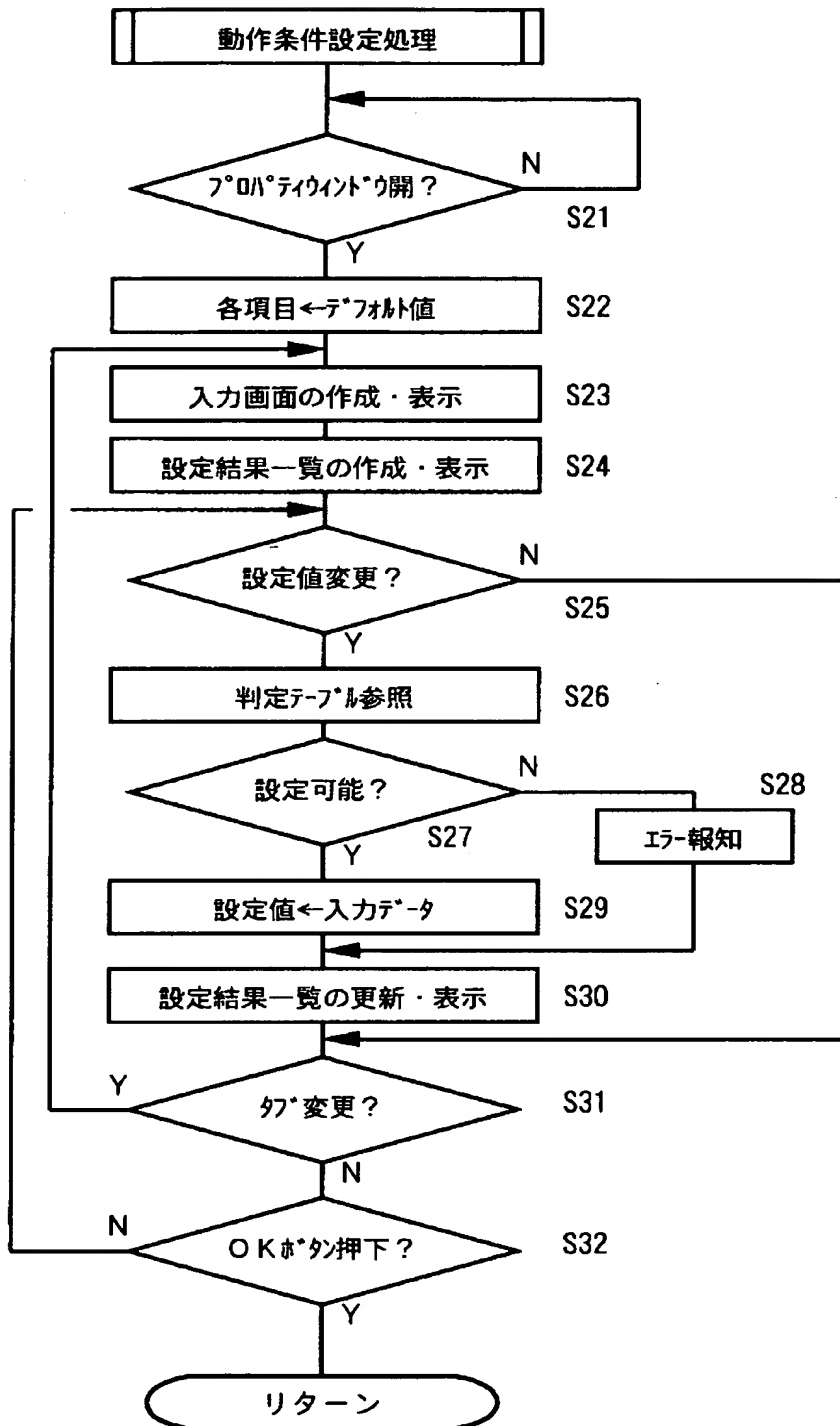 動作条件設定処理
N
プロパティウィンドウ開？
S21
Y
各項目←デフォルト値
S22
入力画面の作成・表示
S23
設定結果一覧の作成・表示
S24
N
設定値変更？
S25
Y
判定テーブル参照
S26
N
S28
設定可能？
S27
エラー報知
Y
設定値←入力データ
S29
設定結果一覧の更新・表示
S30
Y
タブ変更？
S31
N
N
OKボタン押下？
S32
Y
リターン